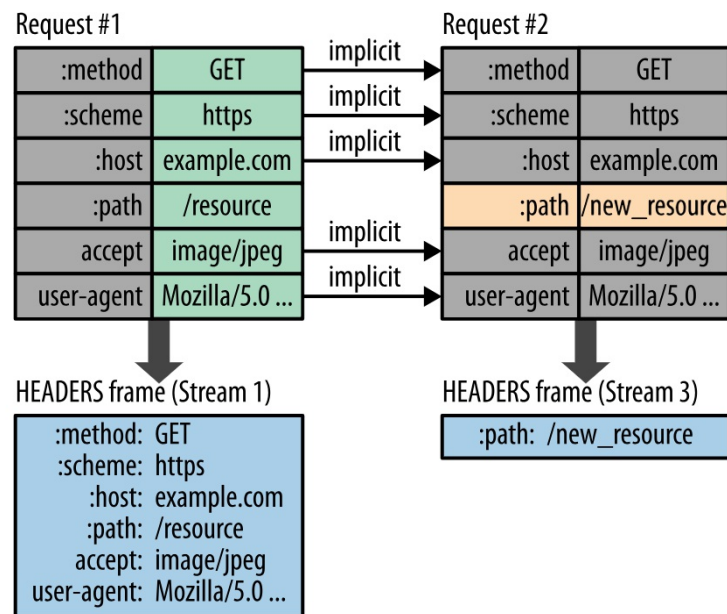 Request #1
:method GET
:scheme https
:host example.com
:path /resource
accept image/jpeg
user-agent Mozilla/5.0 ...
implicit
implicit
implicit
implicit
implicit
Request #2
:method GET
:scheme https
:host example.com
:path /new_resource
accept image/jpeg
user-agent Mozilla/5.0 ...
HEADERS frame (Stream 1)
:method: GET
:scheme: https
:host: example.com
:path: /resource
accept: image/jpeg
user-agent: Mozilla/5.0 ...
HEADERS frame (Stream 3)
:path: /new_resource